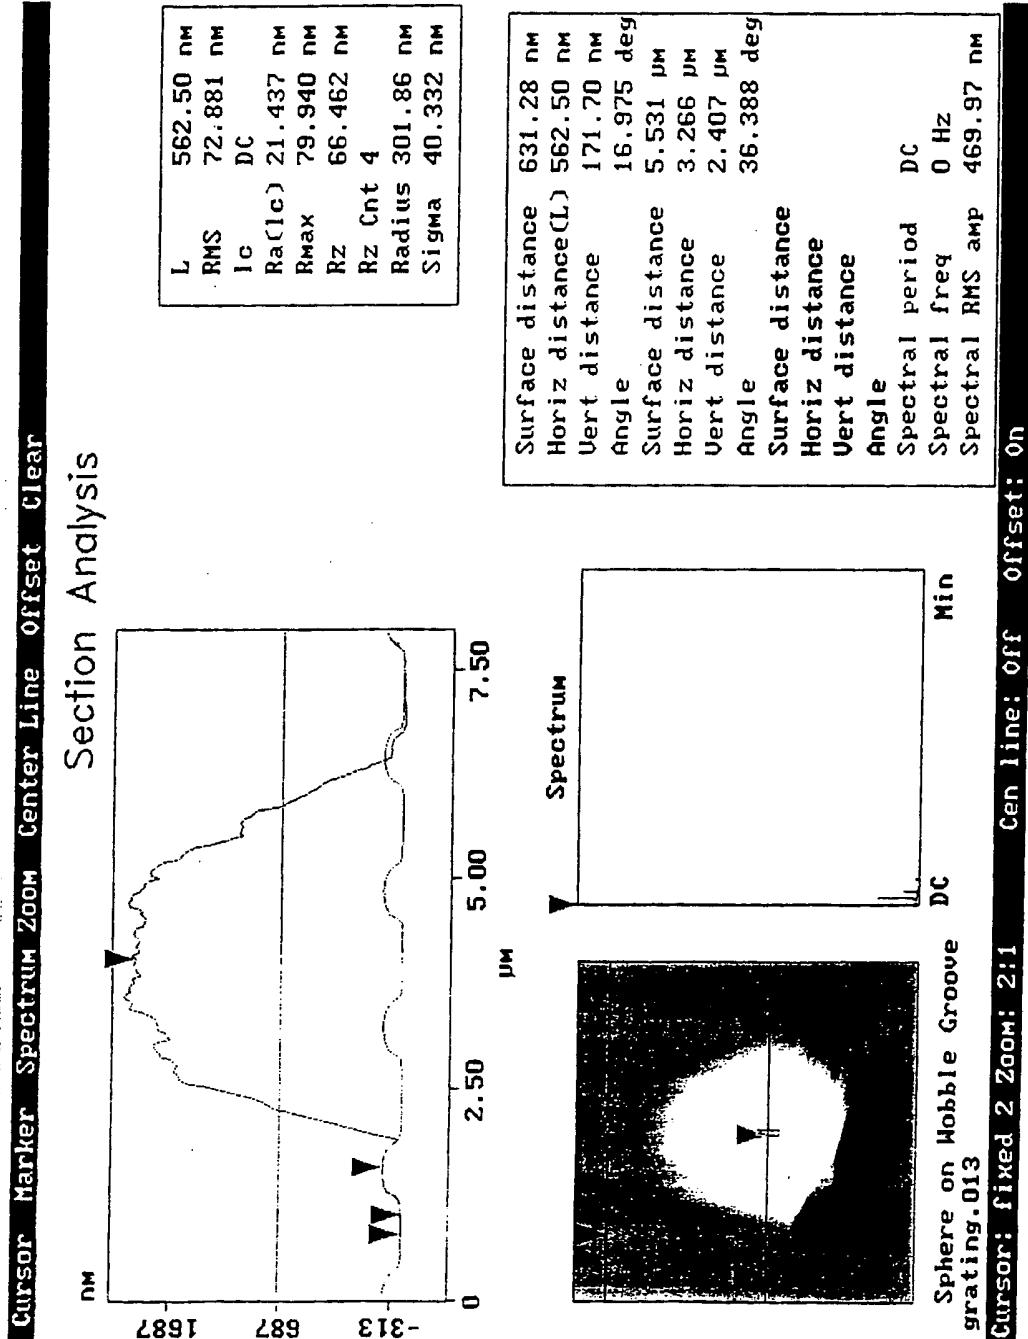 Cursor Marker Spectrum Zoom Center Line Offset Clear
Section Analysis
nm
1687
687
-313
0
2.50
5.00
7.50
µm
L 562.50 nm
RMS 72.881 nm
lc DC
Ra(lc) 21.437 nm
Rmax 79.940 nm
Rz 66.462 nm
Rz Cnt 4
Radius 301.86 nm
Sigma 40.332 nm
Spectrum
DC
Min
Surface distance 631.28 nm
Horiz distance(L) 562.50 nm
Vert distance 171.70 nm
Angle 16.975 deg
Surface distance 5.531 µm
Horiz distance 3.266 µm
Vert distance 2.407 µm
Angle 36.388 deg
Surface distance
Horiz distance
Vert distance
Angle
Spectral period DC
Spectral freq 0 Hz
Spectral RMS amp 469.97 nm
Sphere on Wobble Groove
grating.013
Cursor: fixed 2 Zoom: 2:1 Cen line: Off Offset: On